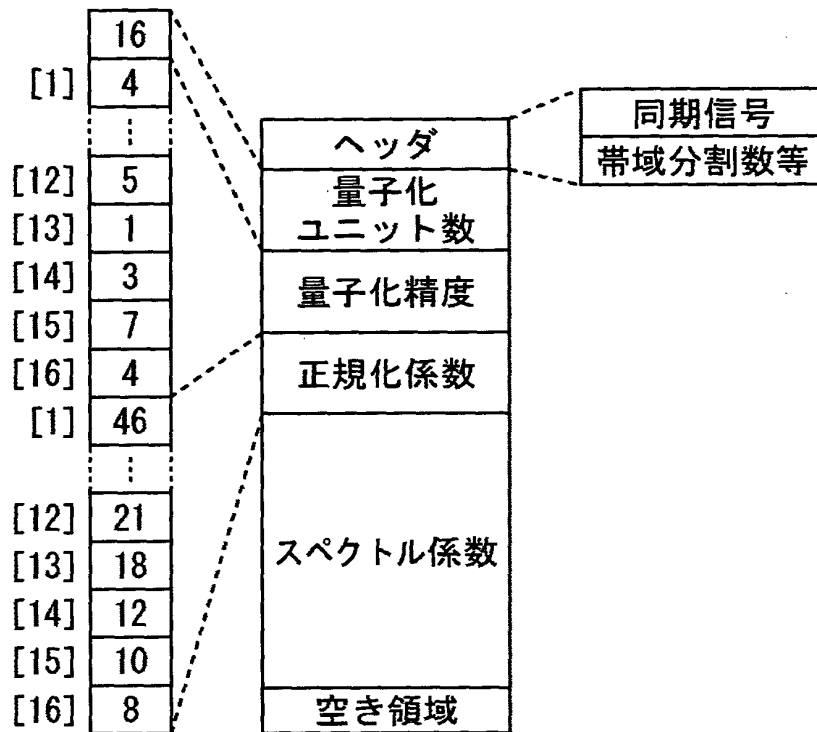 16
[1] 4
⋮
[12] 5
[13] 1
[14] 3
[15] 7
[16] 4
[1] 46
⋮
[12] 21
[13] 18
[14] 12
[15] 10
[16] 8
ヘッダ
量子化
ユニット数
量子化精度
正規化係数
スペクトル係数
空き領域
同期信号
帯域分割数等